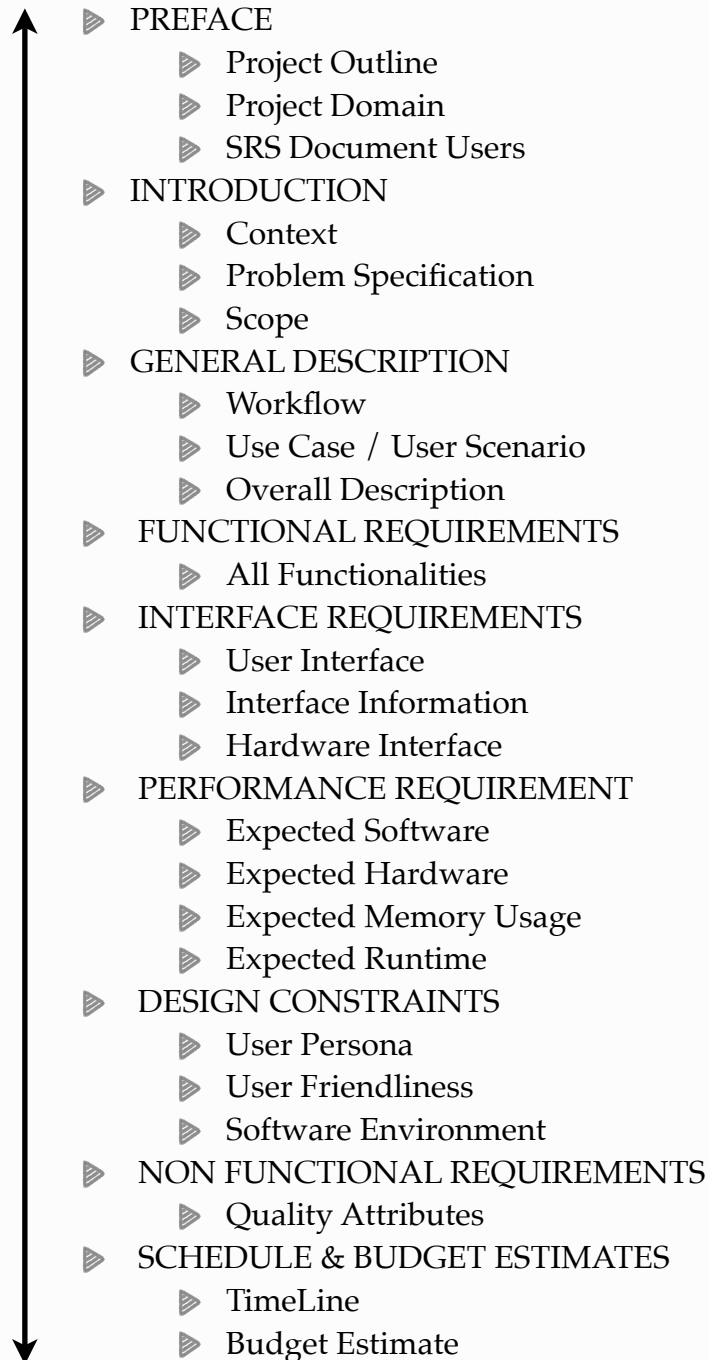 PREFACE
Project Outline
Project Domain
SRS Document Users
INTRODUCTION
Context
Problem Specification
Scope
GENERAL DESCRIPTION
Workflow
Use Case / User Scenario
Overall Description
FUNCTIONAL REQUIREMENTS
All Functionalities
INTERFACE REQUIREMENTS
User Interface
Interface Information
Hardware Interface
PERFORMANCE REQUIREMENT
Expected Software
Expected Hardware
Expected Memory Usage
Expected Runtime
DESIGN CONSTRAINTS
User Persona
User Friendliness
Software Environment
NON FUNCTIONAL REQUIREMENTS
Quality Attributes
SCHEDULE & BUDGET ESTIMATES
TimeLine
Budget Estimate